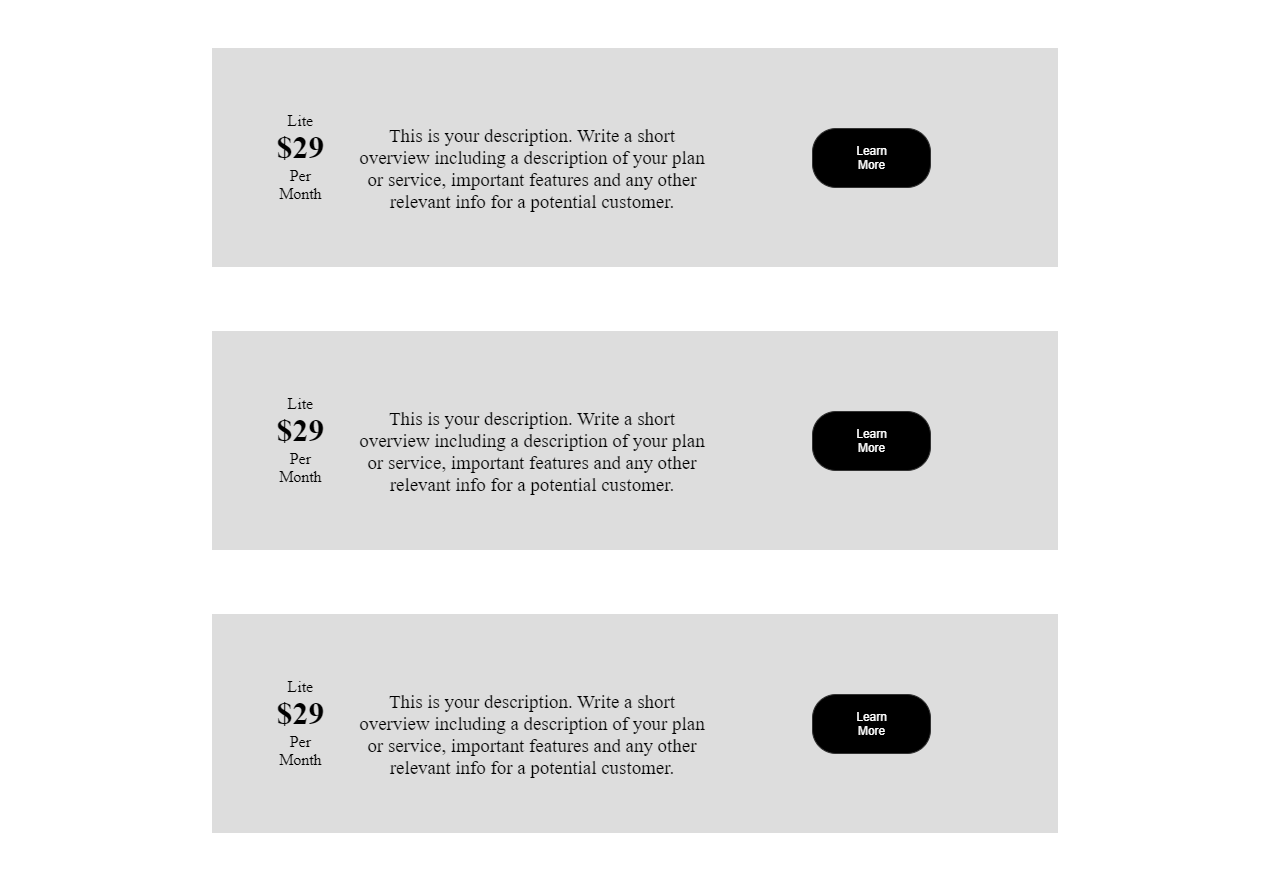 Lite
$29
Per
Month
This is your description. Write a short
overview including a description of your plan
or service, important features and any other
relevant info for a potential customer.
Learn
More
Lite
$29
Per
Month
This is your description. Write a short
overview including a description of your plan
or service, important features and any other
relevant info for a potential customer.
Learn
More
Lite
$29
Per
Month
This is your description. Write a short
overview including a description of your plan
or service, important features and any other
relevant info for a potential customer.
Learn
More